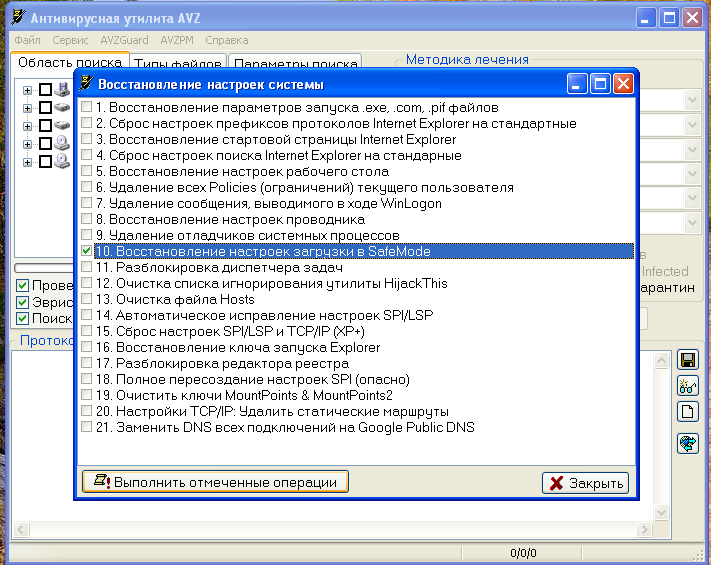 Антивирусная утилита AVZ
Файл Сервис AVZGuard AVZPM Справка
Область поиска Типы файлов Параметры поиска Методика лечения
Восстановление настроек системы
1. Восстановление параметров запуска .exe, .com, .pif файлов
2. Сброс настроек префиксов протоколов Internet Explorer на стандартные
3. Восстановление стартовой страницы Internet Explorer
4. Сброс настроек поиска Internet Explorer на стандарные
5. Восстановление настроек рабочего стола
6. Удаление всех Policies (ограничений) текущего пользователя
7. Удаление сообщения, выводимого в ходе WinLogon
8. Восстановление настроек проводника
9. Удаление отладчиков системных процессов
10. Восстановление настроек загрузки в SafeMode
11. Разблокировка диспетчера задач
12. Очистка списка игнорирования утилиты HijackThis
13. Очистка файла Hosts
14. Автоматическое исправление настроек SPI/LSP
15. Сброс настроек SPI/LSP и TCP/IP (XP+)
16. Восстановление ключа запуска Explorer
17. Разблокировка редактора реестра
18. Полное пересоздание настроек SPI (опасно)
19. Очистить ключи MountPoints & MountPoints2
20. Настройки TCP/IP: Удалить статические маршруты
21. Заменить DNS всех подключений на Google Public DNS
Выполнить отмеченные операции Закрыть
Прове
Эврис
Поиск
Протоко
в
Infected
арантин
0/0/0